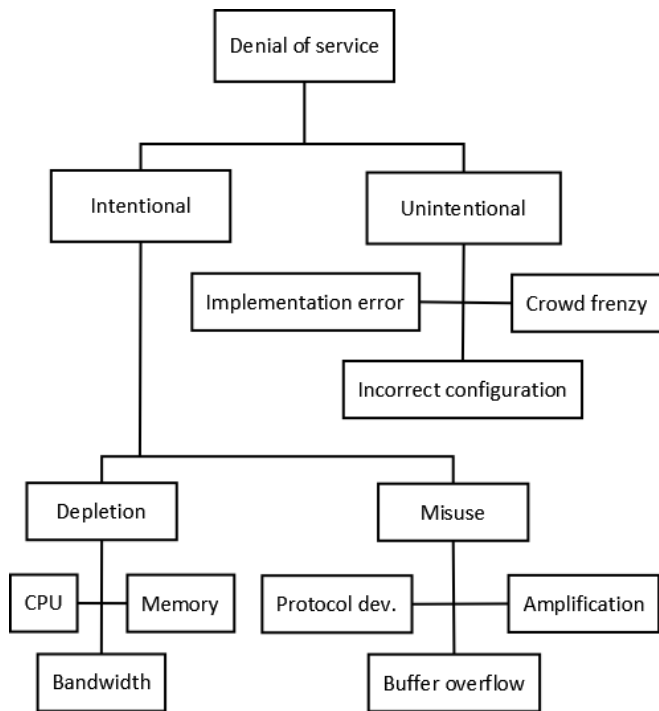 Denial of service
Intentional
Unintentional
Implementation error
Crowd frenzy
Incorrect configuration
Depletion
Misuse
CPU
Memory
Protocol dev.
Amplification
Bandwidth
Buffer overflow